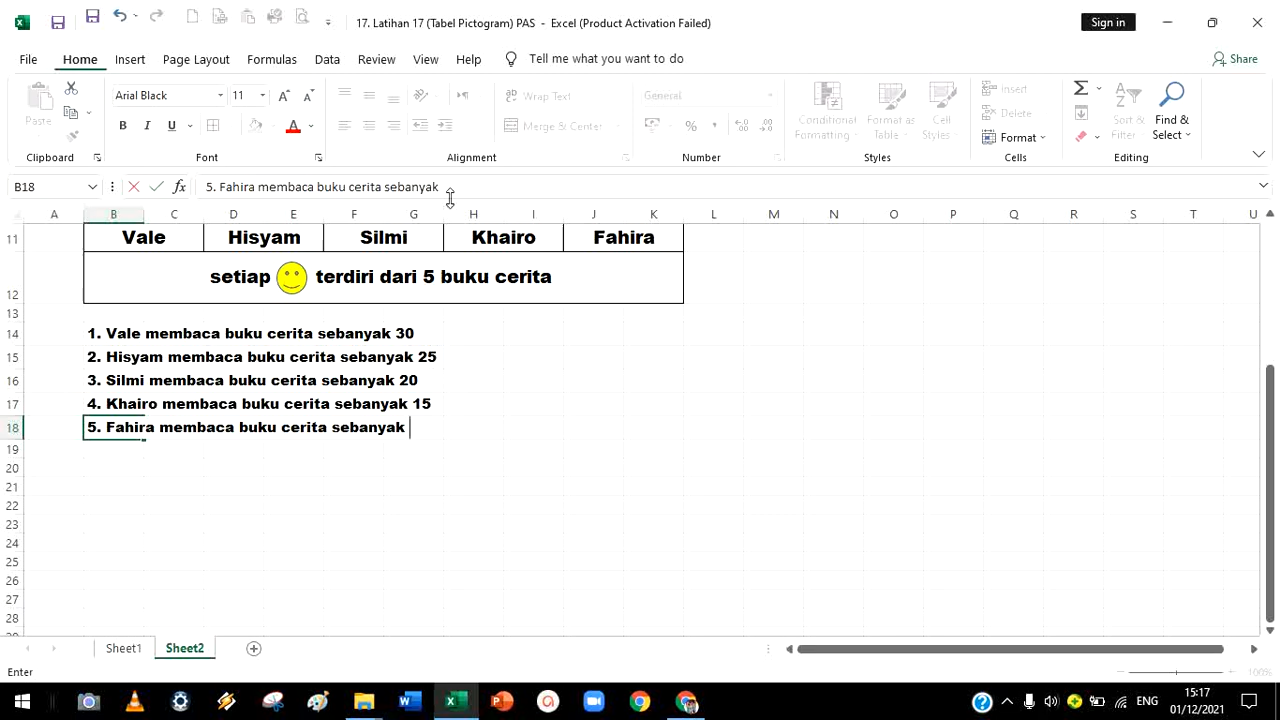 17. Latihan 17 (Tabel Pictogram) PAS - Excel (Product Activation Failed)
Sign in
File Home Insert Page Layout Formulas Data Review View Help Tell me what you want to do Share
Paste
Arial Black 11
B I U A
Wrap Text
Merge & Center
General
% ,
Conditional Formatting
Format as Table
Cell Styles
Insert
Delete
Format
Sort & Filter
Find & Select
Clipboard Font Alignment Number Styles Cells Editing
B18 fx 5. Fahira membaca buku cerita sebanyak
A B C D E F G H I J K L M N O P Q R S T U
11 Vale Hisyam Silmi Khairo Fahira
12 setiap terdiri dari 5 buku cerita
13
14 1. Vale membaca buku cerita sebanyak 30
15 2. Hisyam membaca buku cerita sebanyak 25
16 3. Silmi membaca buku cerita sebanyak 20
17 4. Khairo membaca buku cerita sebanyak 15
18 5. Fahira membaca buku cerita sebanyak
19
20
21
22
23
24
25
26
27
28
Sheet1 Sheet2
Enter 100%
ENG
15:17
01/12/2021